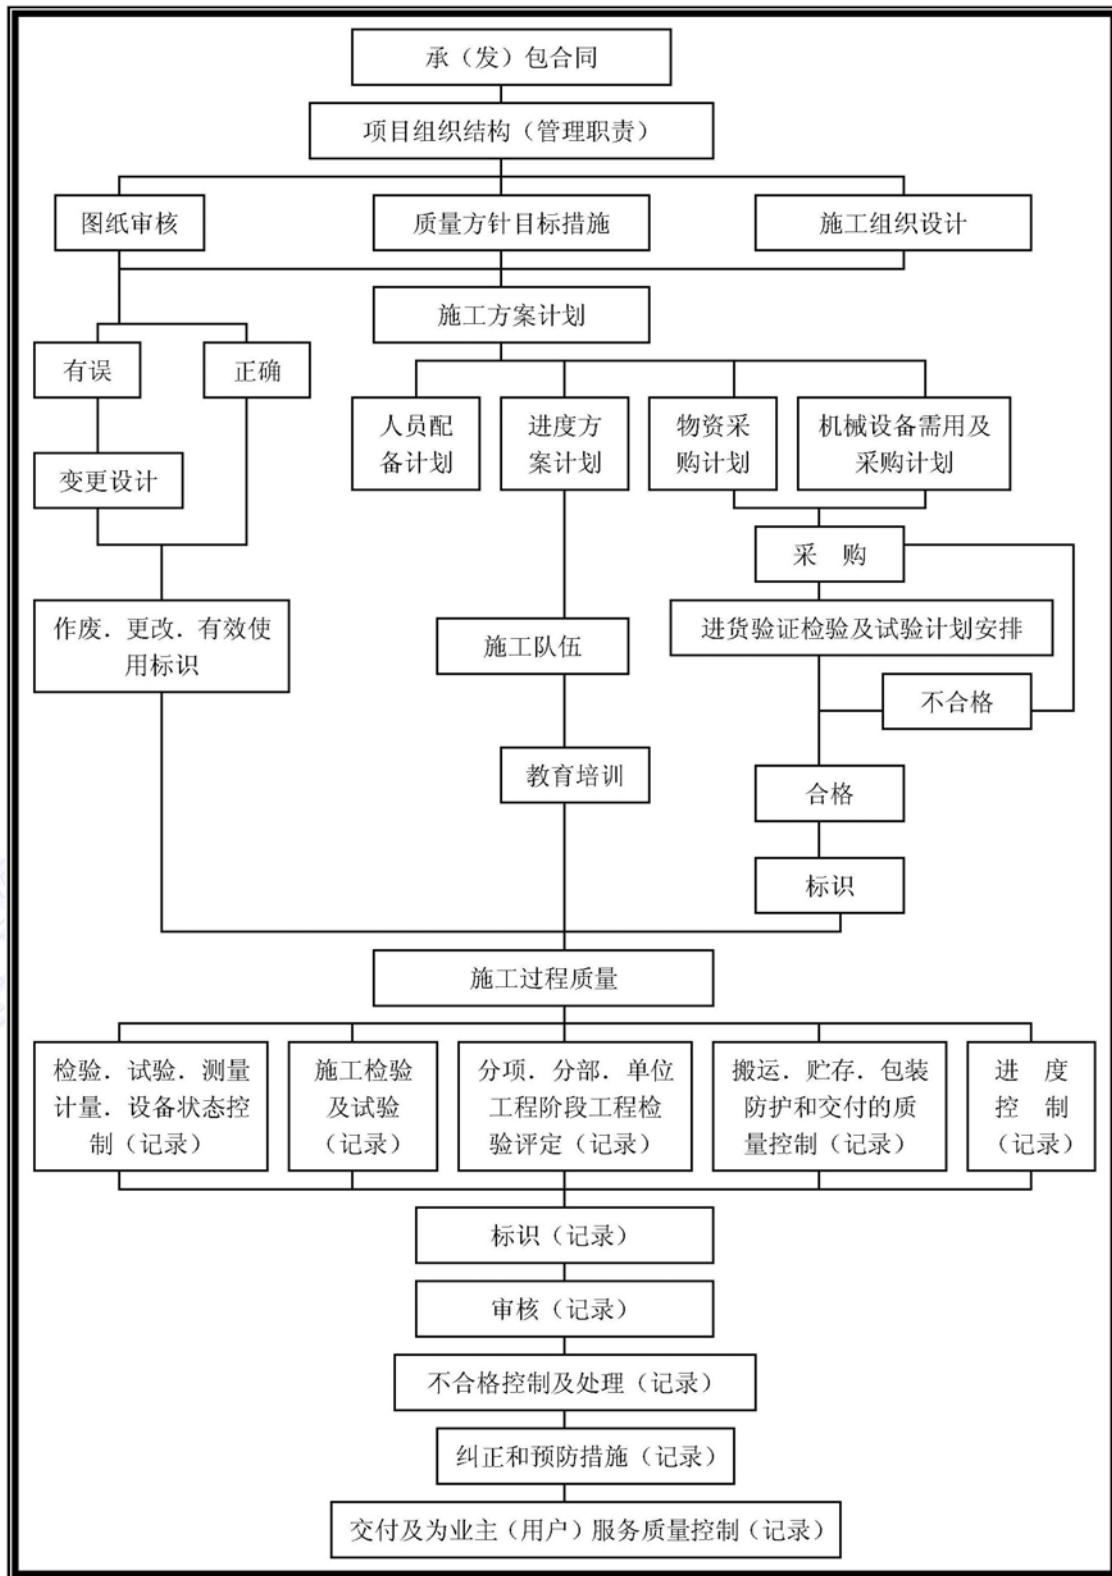 承（发）包合同
项目组织结构（管理职责）
图纸审核
质量方针目标措施
施工组织设计
施工方案计划
有误
正确
人员配
备计划
进度方
案计划
物资采
购计划
机械设备需用及
采购计划
变更设计
采　购
作废．更改．有效使
用标识
施工队伍
进货验证检验及试验计划安排
不合格
教育培训
合格
标识
施工过程质量
检验．试验．测量
计量．设备状态控
制（记录）
施工检验
及试验
（记录）
分项．分部．单位
工程阶段工程检
验评定（记录）
搬运．贮存．包装
防护和交付的质
量控制（记录）
进　度
控　制
（记录）
标识（记录）
审核（记录）
不合格控制及处理（记录）
纠正和预防措施（记录）
交付及为业主（用户）服务质量控制（记录）